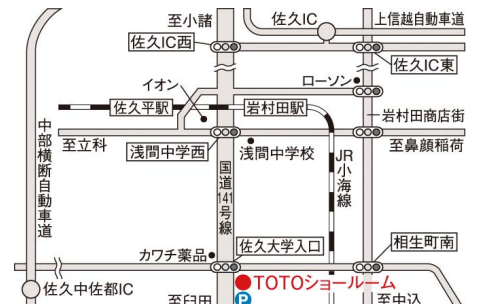 至小諸
佐久IC
上信越自動車道
佐久IC西
佐久IC東
イオン
ローソン
佐久平駅
岩村田駅
岩村田商店街
至立科
浅間中学西
浅間中学校
至鼻顔稲荷
中部横断自動車道
国道141号線
JR小海線
カワチ薬品
佐久大学入口
相生町南
佐久中佐都IC
TOTOショールーム
至臼田
P
至中込